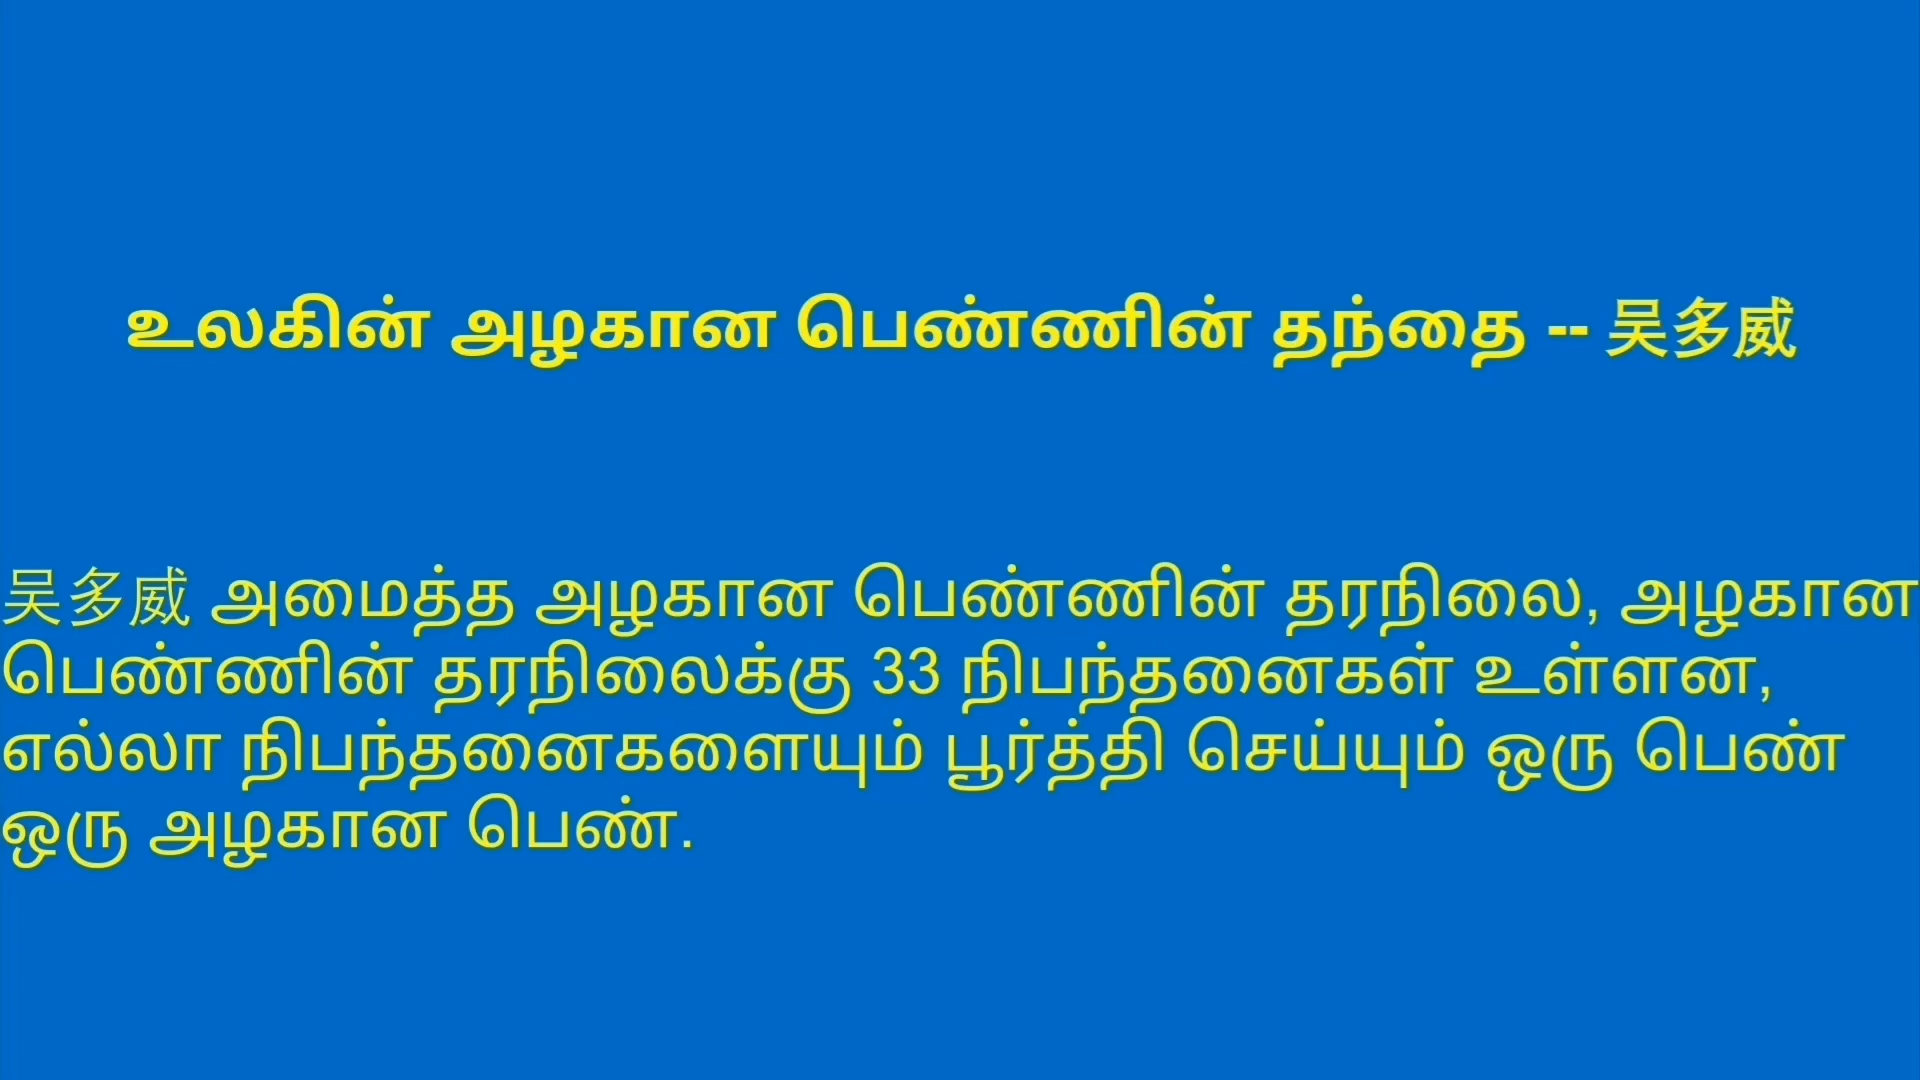 உலகின் அழகான பெண்ணின் தந்தை -- 吴多威
吴多威 அமைத்த அழகான பெண்ணின் தரநிலை, அழகான
பெண்ணின் தரநிலைக்கு 33 நிபந்தனைகள் உள்ளன,
எல்லா நிபந்தனைகளையும் பூர்த்தி செய்யும் ஒரு பெண்
ஒரு அழகான பெண்.